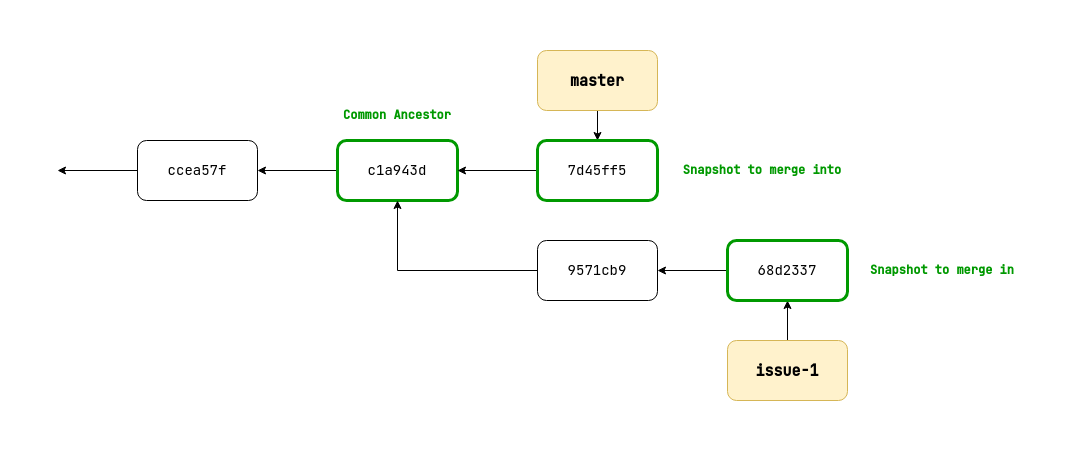 master
Common Ancestor
ccea57f
c1a943d
7d45ff5
Snapshot to merge into
9571cb9
68d2337
Snapshot to merge in
issue-1